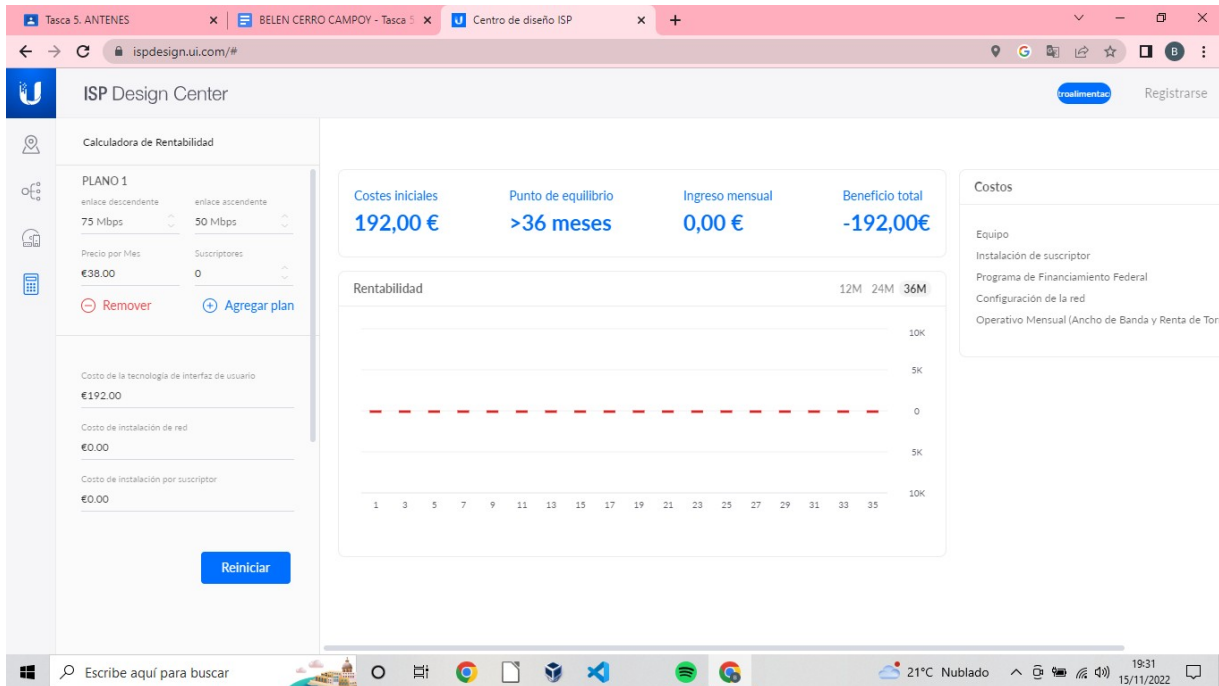 Tasca 5. ANTENES
BELEN CERRO CAMPOY - Tasca 5
Centro de diseño ISP
ispdesign.ui.com/#
B
ISP Design Center
troalimentac
Registrarse
Calculadora de Rentabilidad
PLANO 1
enlace descendente enlace ascendente
75 Mbps 50 Mbps
Precio por Mes Suscriptores
€38.00 0
Remover Agregar plan
Costo de la tecnología de interfaz de usuario
€192.00
Costo de instalación de red
€0.00
Costo de instalación por suscriptor
€0.00
Reiniciar
Costes iniciales Punto de equilibrio Ingreso mensual Beneficio total
192,00 € >36 meses 0,00 € -192,00€
Rentabilidad 12M 24M 36M
10K
5K
0
5K
10K
1 3 5 7 9 11 13 15 17 19 21 23 25 27 29 31 33 35
Costos
Equipo
Instalación de suscriptor
Programa de Financiamiento Federal
Configuración de la red
Operativo Mensual (Ancho de Banda y Renta de Tor
Escribe aquí para buscar
21°C Nublado
19:31
15/11/2022